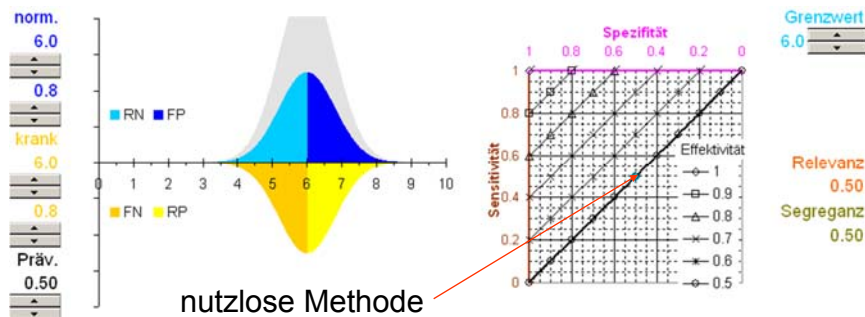 norm.
6.0
0.8
krank
6.0
0.8
Präv.
0.50
RN FP
0 1 2 3 4 5 6 7 8 9 10
FN RP
nutzlose Methode
Spezifität
1 0.8 0.6 0.4 0.2 0
Sensitivität
1
0.8
0.6
0.4
0.2
0
Effektivität
1
0.9
0.8
0.7
0.6
0.5
Grenzwert
6.0
Relevanz
0.50
Segreganz
0.50